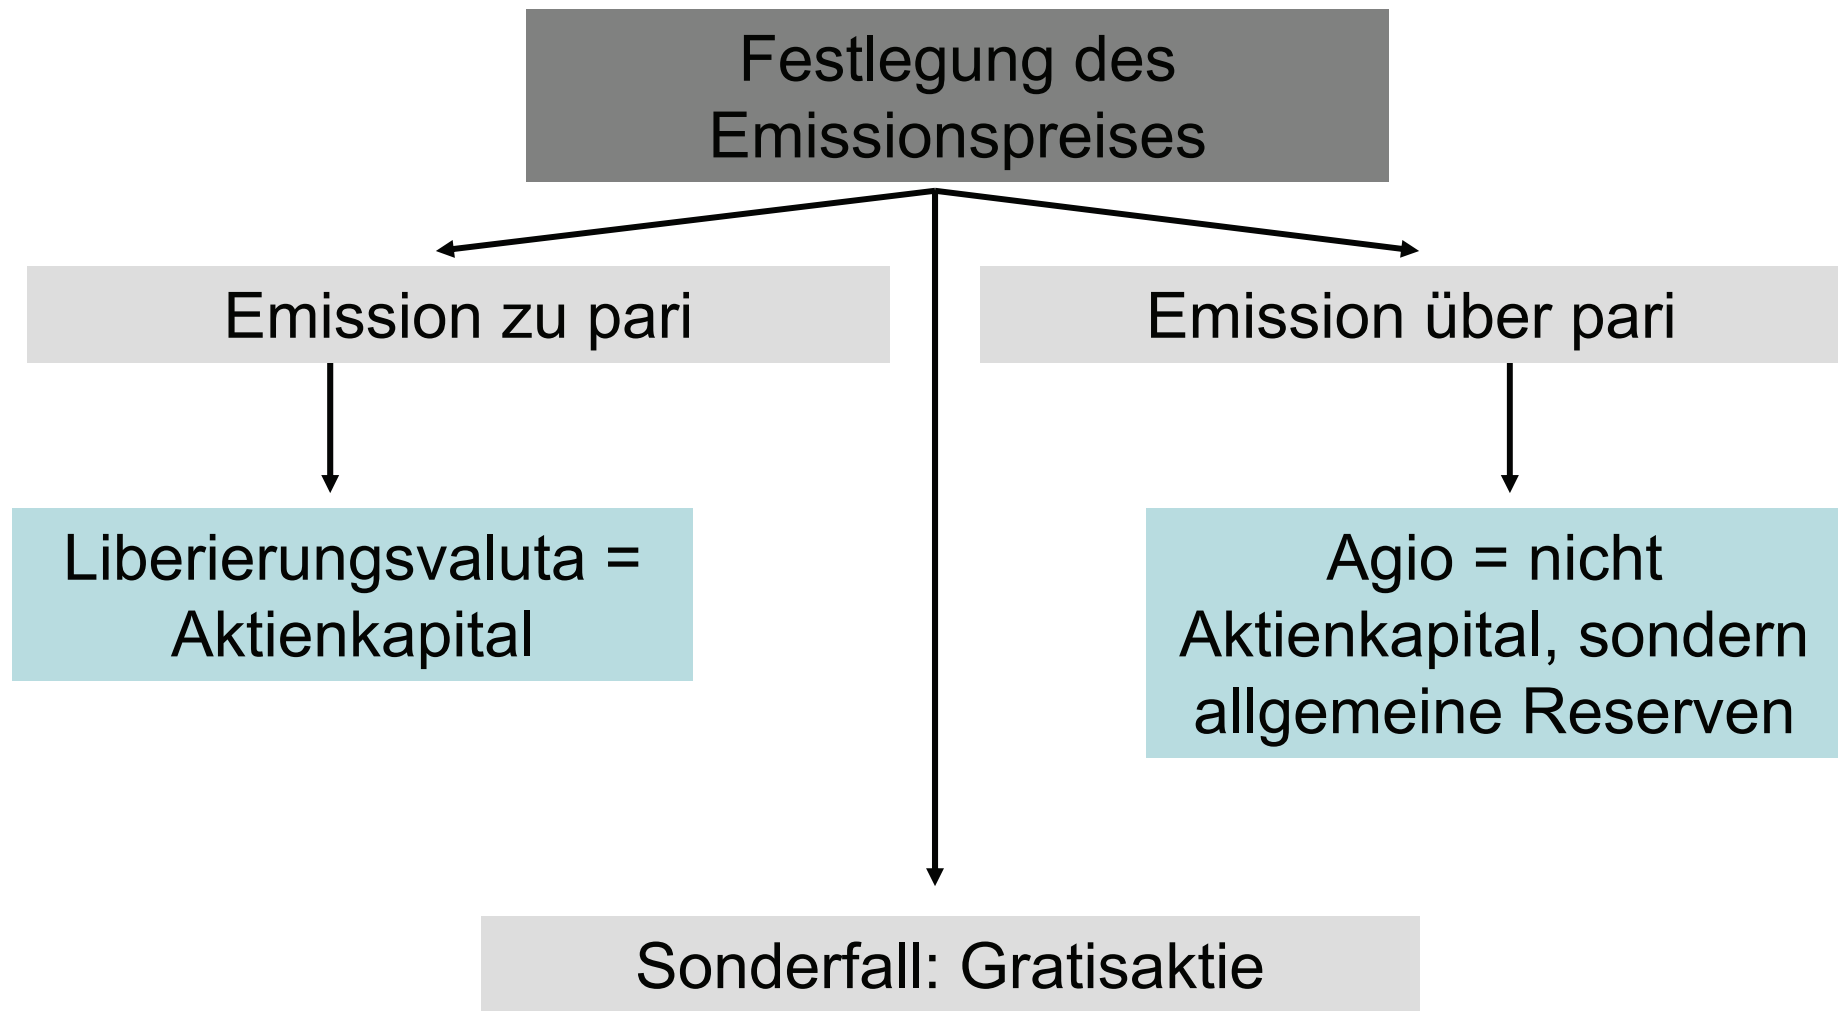 Festlegung des
Emissionspreises
Emission zu pari
Emission über pari
Liberierungsvaluta =
Aktienkapital
Agio = nicht
Aktienkapital, sondern
allgemeine Reserven
Sonderfall: Gratisaktie